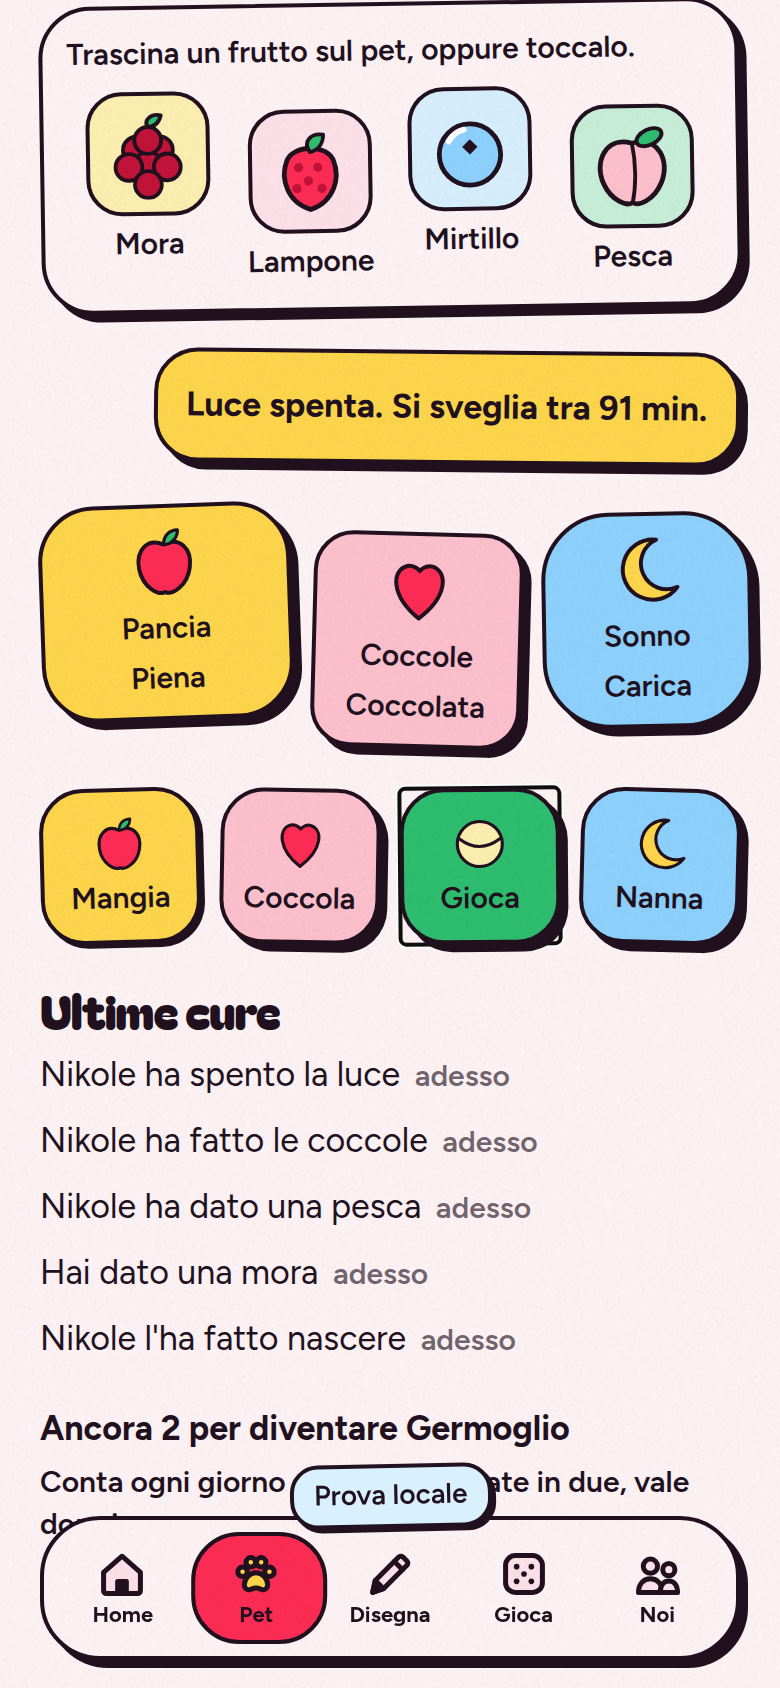 Trascina un frutto sul pet, oppure toccalo.
Mora
Lampone
Mirtillo
Pesca
Luce spenta. Si sveglia tra 91 min.
Pancia
Piena
Coccole
Coccolata
Sonno
Carica
Mangia
Coccola
Gioca
Nanna
Ultime cure
Nikole ha spento la luce adesso
Nikole ha fatto le coccole adesso
Nikole ha dato una pesca adesso
Hai dato una mora adesso
Nikole l'ha fatto nascere adesso
Ancora 2 per diventare Germoglio
Conta ogni giorno in due, vale
Prova locale
Home
Pet
Disegna
Gioca
Noi